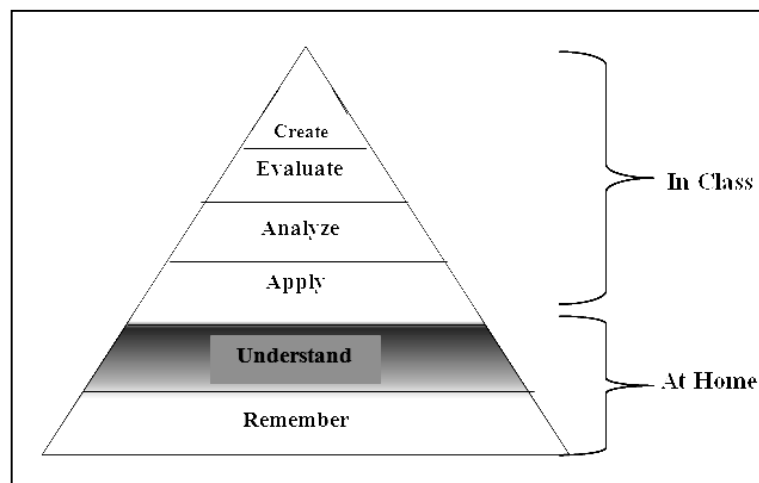 Create
Evaluate
Analyze
Apply
Understand
Remember
In Class
At Home